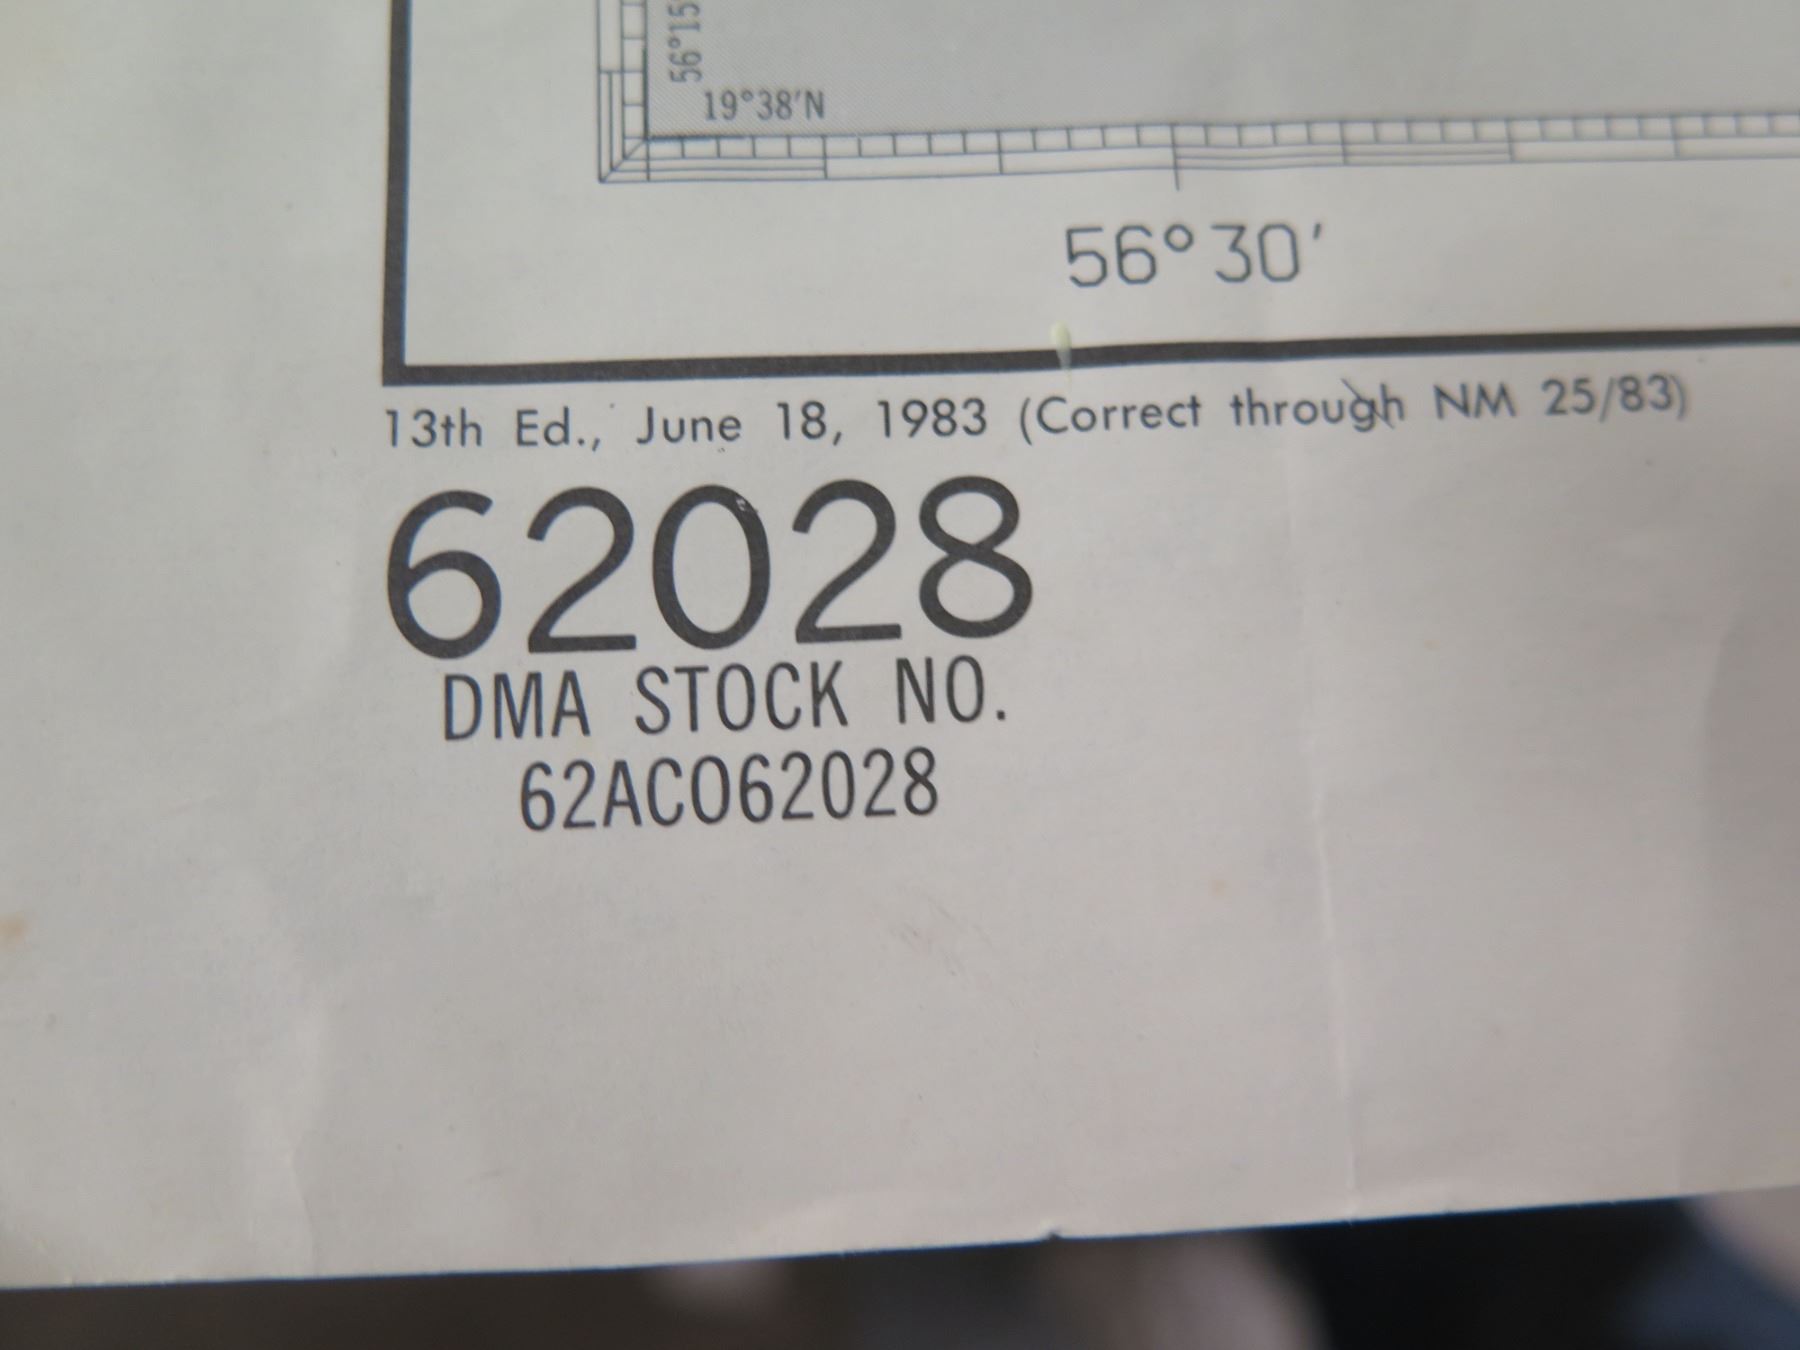 56°15
19°38'N
56°30'
13th Ed., June 18, 1983 (Correct through NM 25/83)
62028
DMA STOCK NO.
62ACO62028